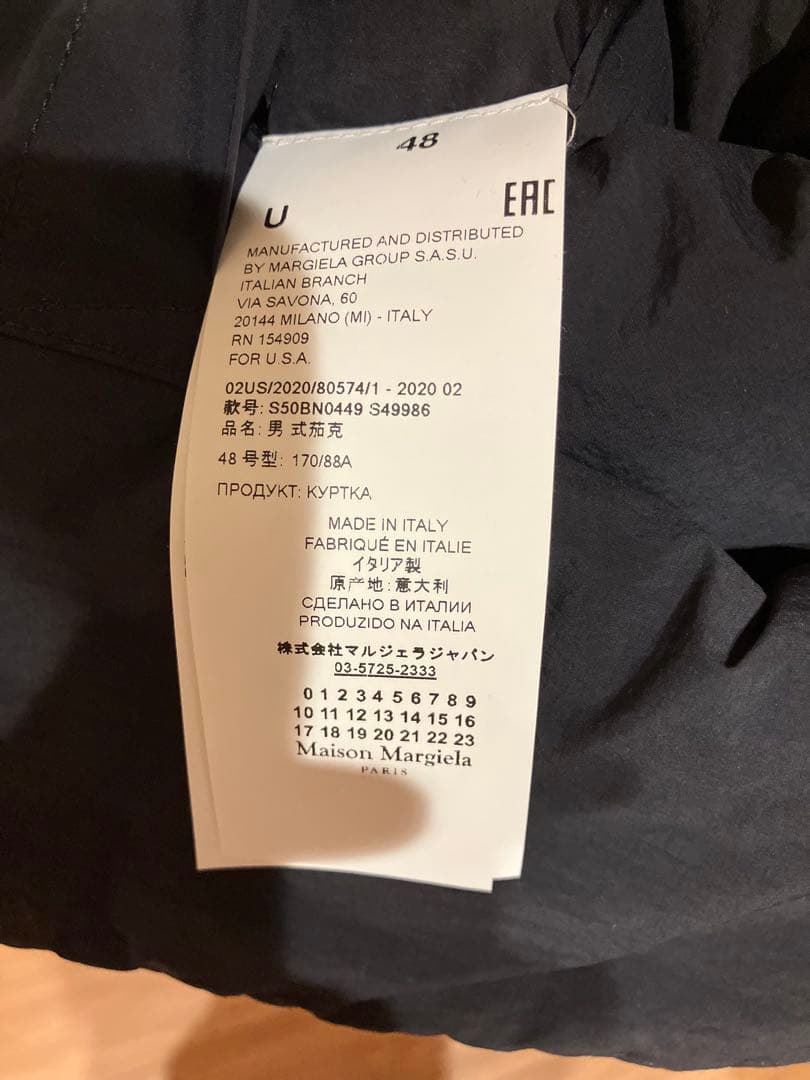 48
U
EAC
MANUFACTURED AND DISTRIBUTED
BY MARGIELA GROUP S.A.S.U.
ITALIAN BRANCH
VIA SAVONA, 60
20144 MILANO (MI) - ITALY
RN 154909
FOR U.S.A.
02US/2020/80574/1 - 2020 02
款号: S50BN0449 S49986
品名: 男 式茄克
48 号型: 170/88A
ПРОДУКТ: КУРТКА
MADE IN ITALY
FABRIQUÉ EN ITALIE
イタリア製
原产地: 意大利
СДЕЛАНО В ИТАЛИИ
PRODUZIDO NA ITALIA
株式会社マルジェラジャパン
03-5725-2333
0 1 2 3 4 5 6 7 8 9
10 11 12 13 14 15 16
17 18 19 20 21 22 23
Maison Margiela
PARIS